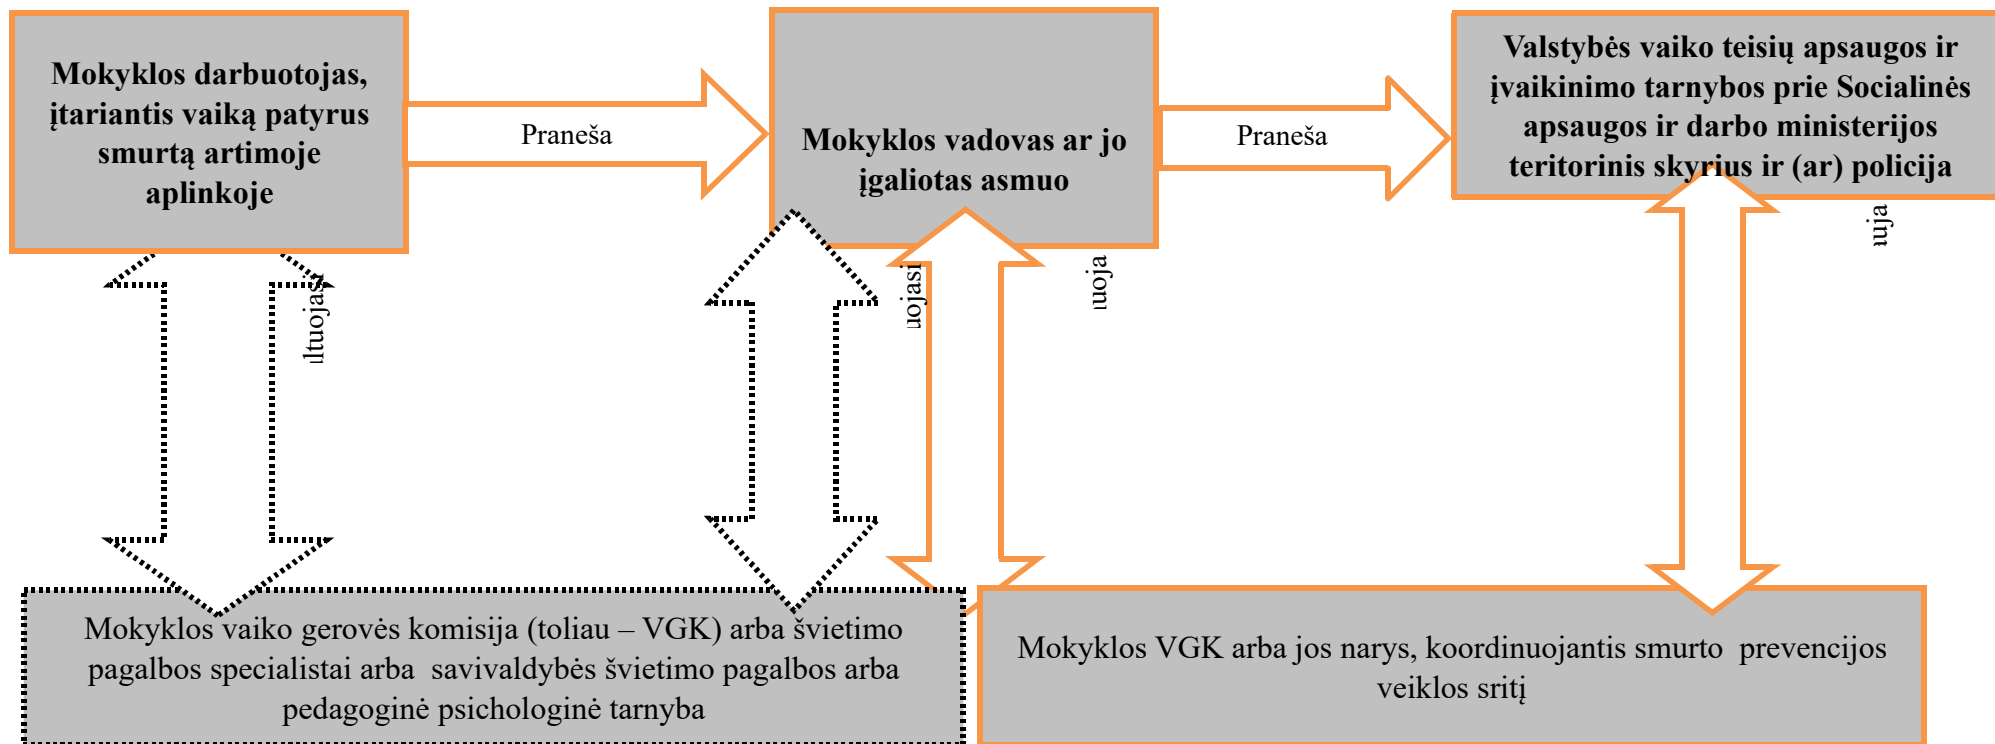 Mokyklos darbuotojas,
įtariantis vaiką patyrus
smurtą artimoje
aplinkoje
Praneša
Mokyklos vadovas ar jo
įgaliotas asmuo
Praneša
Valstybės vaiko teisių apsaugos ir
įvaikinimo tarnybos prie Socialinės
apsaugos ir darbo ministerijos
teritorinis skyrius ir (ar) policija
Mokyklos vaiko gerovės komisija (toliau – VGK) arba švietimo
pagalbos specialistai arba savivaldybės švietimo pagalbos arba
pedagoginė psichologinė tarnyba
Mokyklos VGK arba jos narys, koordinuojantis smurto prevencijos
veiklos sritį